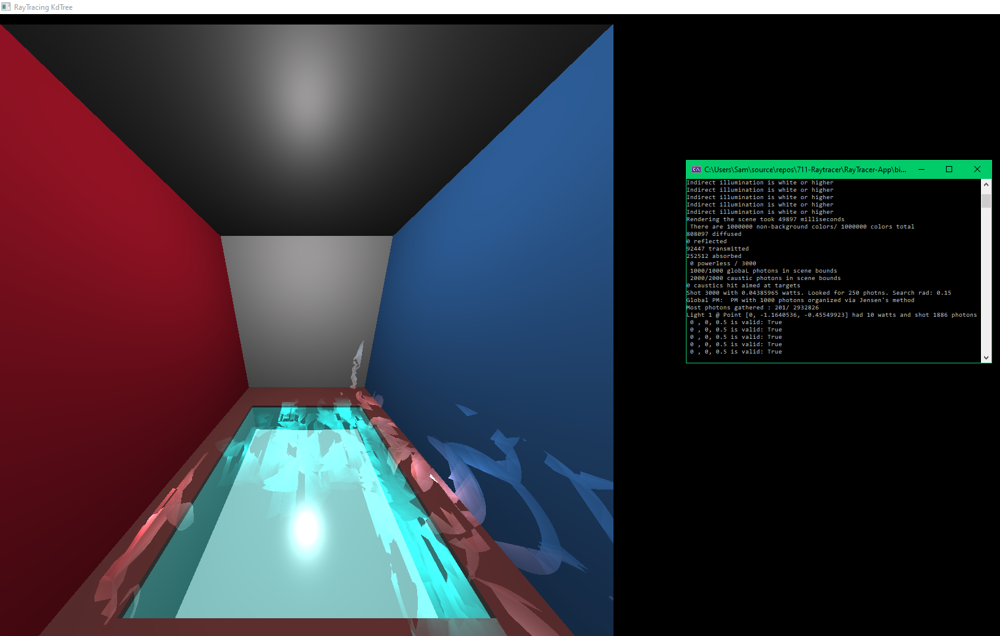 RayTracing KdTree
C:\Users\Sam\source\repos\711-Raytracer\RayTracer-App\bi...
Indirect illumination is white or higher
Indirect illumination is white or higher
Indirect illumination is white or higher
Indirect illumination is white or higher
Indirect illumination is white or higher
Rendering the scene took 49897 milliseconds
There are 1000000 non-background colors/ 1000000 colors total
808097 diffused
0 reflected
92447 transmitted
252512 absorbed
0 powerless / 3000
1000/1000 globaL photons in scene bounds
2000/2000 caustic photons in scene bounds
0 caustics hit aimed at targets
Shot 3000 with 0.04385965 watts. Looked for 250 photns. Search rad: 0.15
Global PM:  PM with 1000 photons organized via Jensen's method
Most photons gathered : 201/ 2932826
Light 1 @ Point [0, -1.1640536, -0.45549923] had 10 watts and shot 1886 photons
0 , 0, 0.5 is valid: True
0 , 0, 0.5 is valid: True
0 , 0, 0.5 is valid: True
0 , 0, 0.5 is valid: True
0 , 0, 0.5 is valid: True